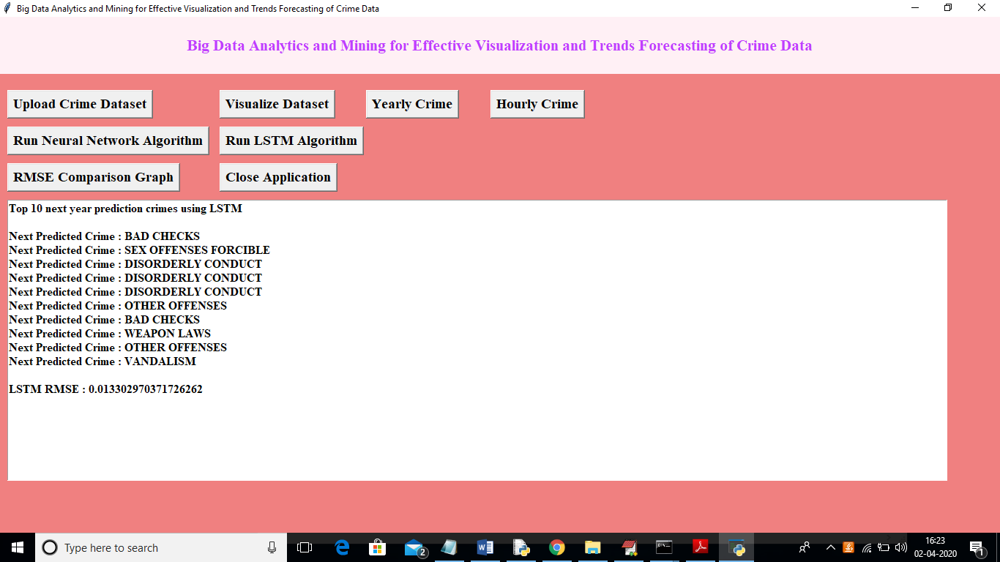 Big Data Analytics and Mining for Effective Visualization and Trends Forecasting of Crime Data
Big Data Analytics and Mining for Effective Visualization and Trends Forecasting of Crime Data
Upload Crime Dataset Visualize Dataset Yearly Crime Hourly Crime
Run Neural Network Algorithm Run LSTM Algorithm
RMSE Comparison Graph Close Application
Top 10 next year prediction crimes using LSTM
Next Predicted Crime : BAD CHECKS
Next Predicted Crime : SEX OFFENSES FORCIBLE
Next Predicted Crime : DISORDERLY CONDUCT
Next Predicted Crime : DISORDERLY CONDUCT
Next Predicted Crime : DISORDERLY CONDUCT
Next Predicted Crime : OTHER OFFENSES
Next Predicted Crime : BAD CHECKS
Next Predicted Crime : WEAPON LAWS
Next Predicted Crime : OTHER OFFENSES
Next Predicted Crime : VANDALISM
LSTM RMSE : 0.013302970371726262
Type here to search 2 16:23
02-04-2020 1